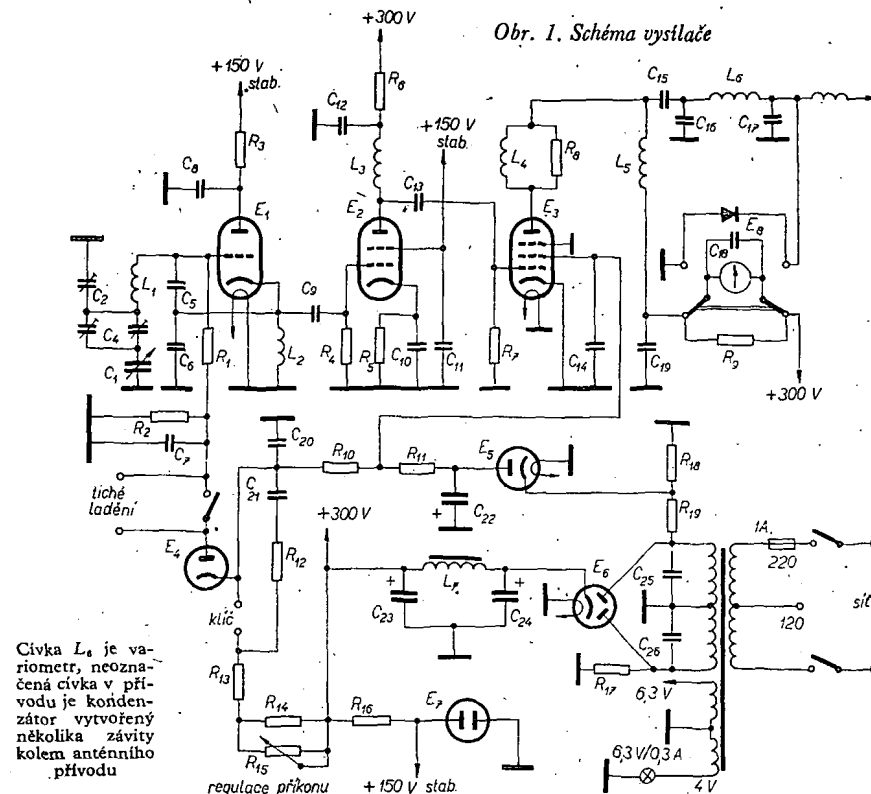 Obr. 1. Schéma vysílače
+300 V
+150 V
stab.
R6
C12
C15
L6
R3
+150 V
stab.
C16
C17
C8
L3
L4
R8
L5
E1
E2
C13
E3
E8
C18
C2
L1
C5
C9
C4
C1
C6
R1
L2
R4
R5
C10
C11
R7
C14
C19
R9
+300 V
R2
C7
C20
R10
R11
E5
R18
tiché
ladění
C21
C22
R19
E4
R12
+300 V
E6
1A
220
L7
C23
C24
C25
síť
120
klíč
C26
R13
R17
6,3 V
Cívka L6 je va-
riometr, neozna-
čená cívka v pří-
vodu je konden-
zátor vytvořený
několika závity
kolem anténního
přívodu
R14
R16
E7
R15
6,3 V/0,3 A
regulace příkonu
+150 V stab.
4 V